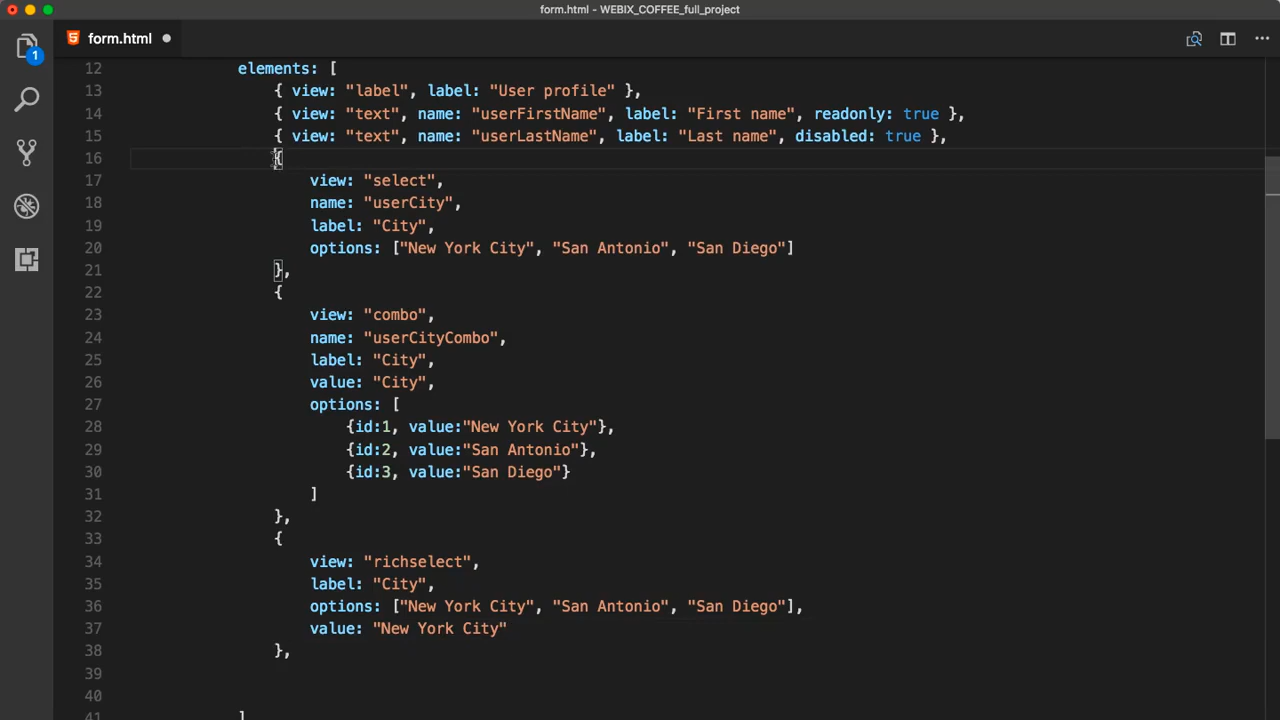 form.html - WEBIX_COFFEE_full_project
form.html
1
12 elements: [
13 { view: "label", label: "User profile" },
14 { view: "text", name: "userFirstName", label: "First name", readonly: true },
15 { view: "text", name: "userLastName", label: "Last name", disabled: true },
16 {
17 view: "select",
18 name: "userCity",
19 label: "City",
20 options: ["New York City", "San Antonio", "San Diego"]
21 },
22 {
23 view: "combo",
24 name: "userCityCombo",
25 label: "City",
26 value: "City",
27 options: [
28 {id:1, value:"New York City"},
29 {id:2, value:"San Antonio"},
30 {id:3, value:"San Diego"}
31 ]
32 },
33 {
34 view: "richselect",
35 label: "City",
36 options: ["New York City", "San Antonio", "San Diego"],
37 value: "New York City"
38 },
39
40
41 ]